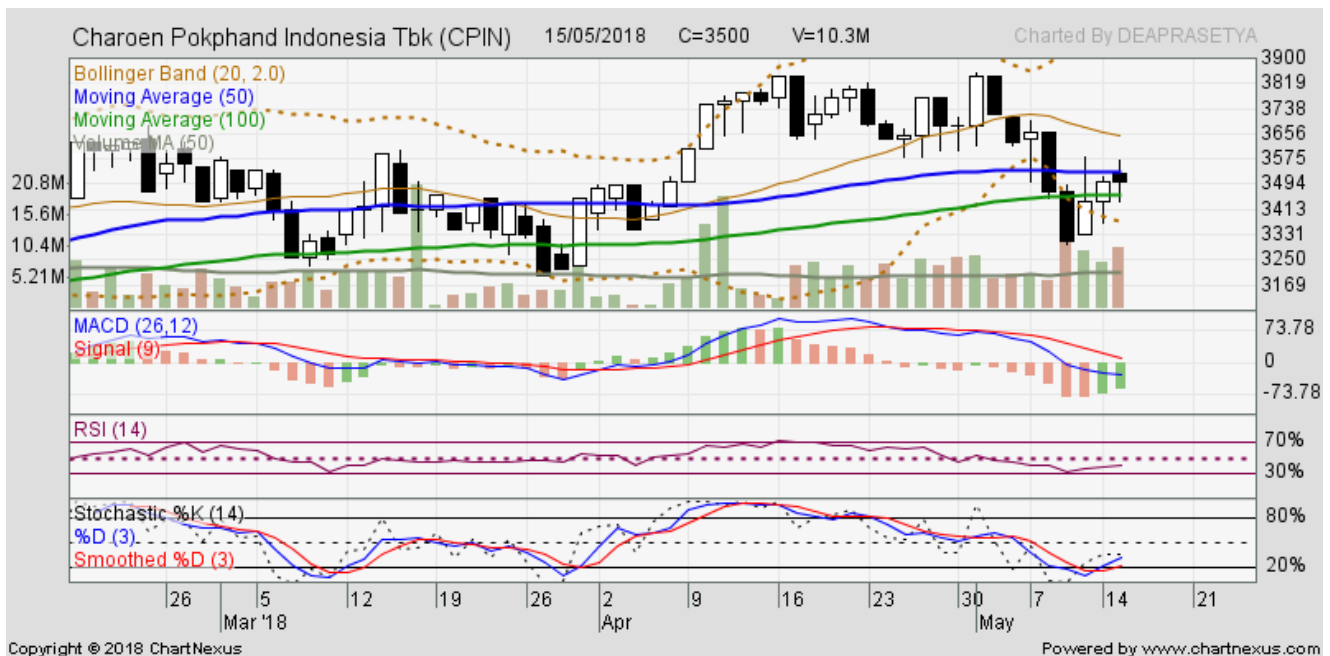 Charoen Pokphand Indonesia Tbk (CPIN) 15/05/2018 C=3500 V=10.3M Charted By DEAPRASETYA
Bollinger Band (20, 2.0)
Moving Average (50)
Moving Average (100)
Volume MA (50)
20.8M
15.6M
10.4M
5.21M
3900
3819
3738
3656
3575
3494
3413
3331
3250
3169
MACD (26,12)
Signal (9)
73.78
0
-73.78
RSI (14)
70%
30%
Stochastic %K (14)
%D (3)
Smoothed %D (3)
80%
20%
26 5 12 19 26 2 9 16 23 30 7 14 21
Mar '18 Apr May
Copyright © 2018 ChartNexus Powered by www.chartnexus.com